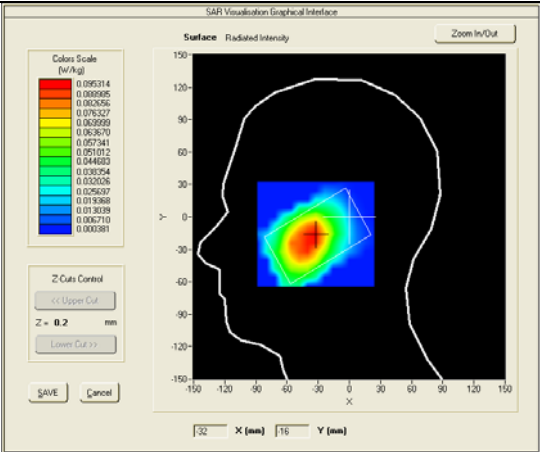 SAR Visualisation Graphical Interface
Surface Radiated Intensity
Zoom In/Out
Colors Scale
(W/kg)
0.095314
0.088985
0.082656
0.076327
0.069999
0.063670
0.057341
0.051012
0.044683
0.038354
0.032026
0.025697
0.019368
0.013039
0.006710
0.000381
Z-Cuts Control
<< Upper Cut
Z = 0.2 mm
Lower Cut >>
SAVE Cancel
150
120
90
60
30
Y
0
-30
-60
-90
-120
-150
-150 -120 -90 -60 -30 0 30 60 90 120 150
X
-32 X (mm) -16 Y (mm)